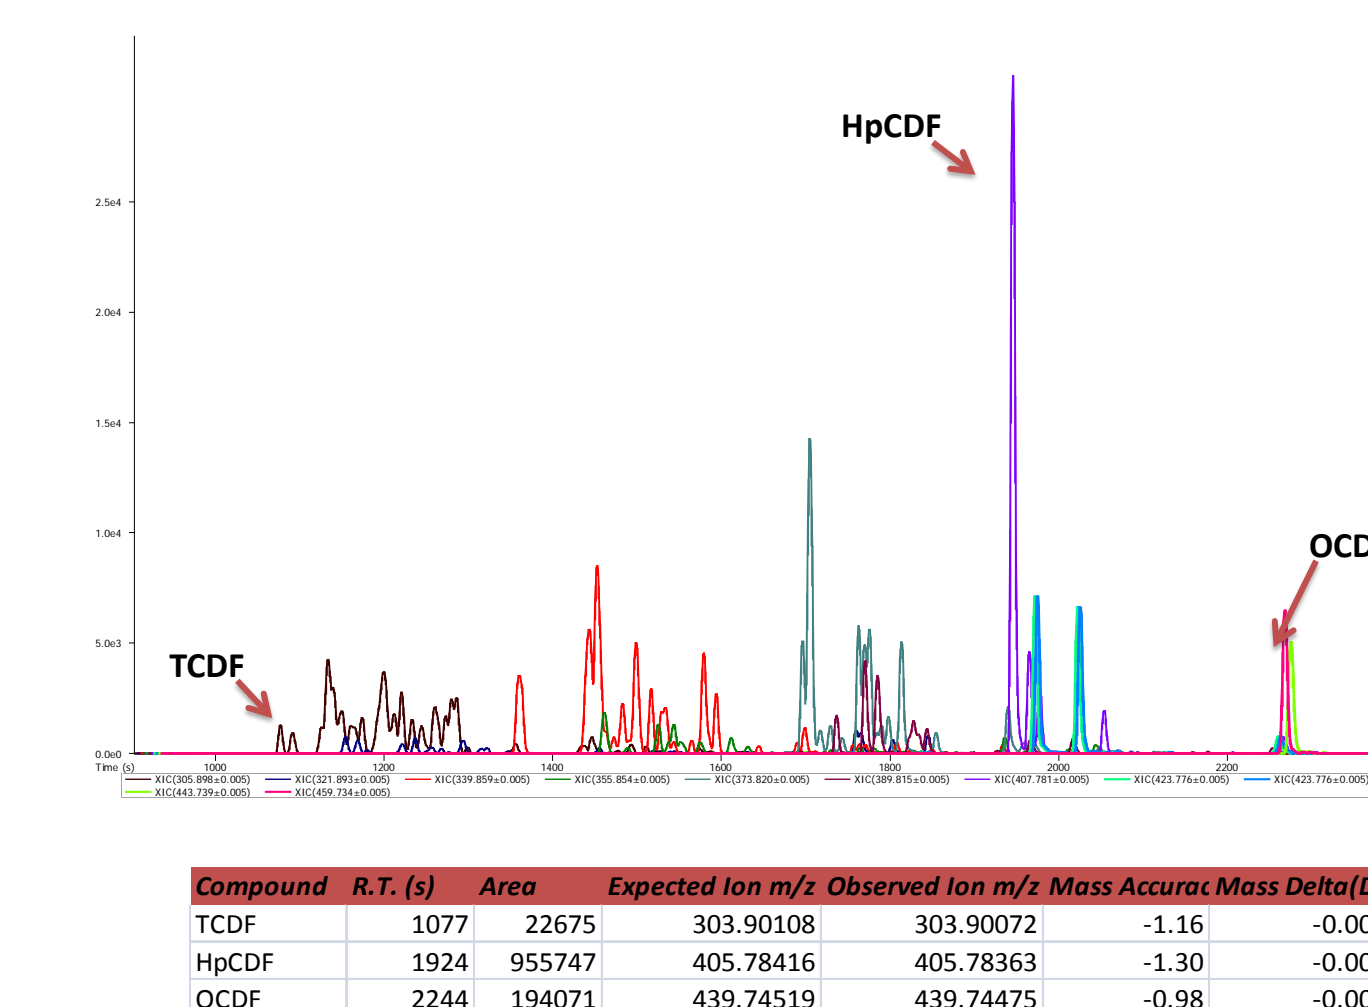 HpCDF
2.5e4
2.0e4
1.5e4
1.0e4
OCD
5.0e3
TCDF
0.0e0
Time (s) 1000 1200 1400 1600 1800 2000 2200
XIC(305.898±0.005) XIC(321.893±0.005) XIC(339.859±0.005) XIC(355.854±0.005) XIC(373.820±0.005) XIC(389.815±0.005) XIC(407.781±0.005) XIC(423.776±0.005) XIC(423.776±0.005)
XIC(443.739±0.005) XIC(459.734±0.005)
Compound R.T. (s) Area Expected Ion m/z Observed Ion m/z Mass Accurac Mass Delta(D
TCDF 1077 22675 303.90108 303.90072 -1.16 -0.00
HpCDF 1924 955747 405.78416 405.78363 -1.30 -0.00
OCDF 2244 194071 439.74519 439.74475 -0.98 -0.00